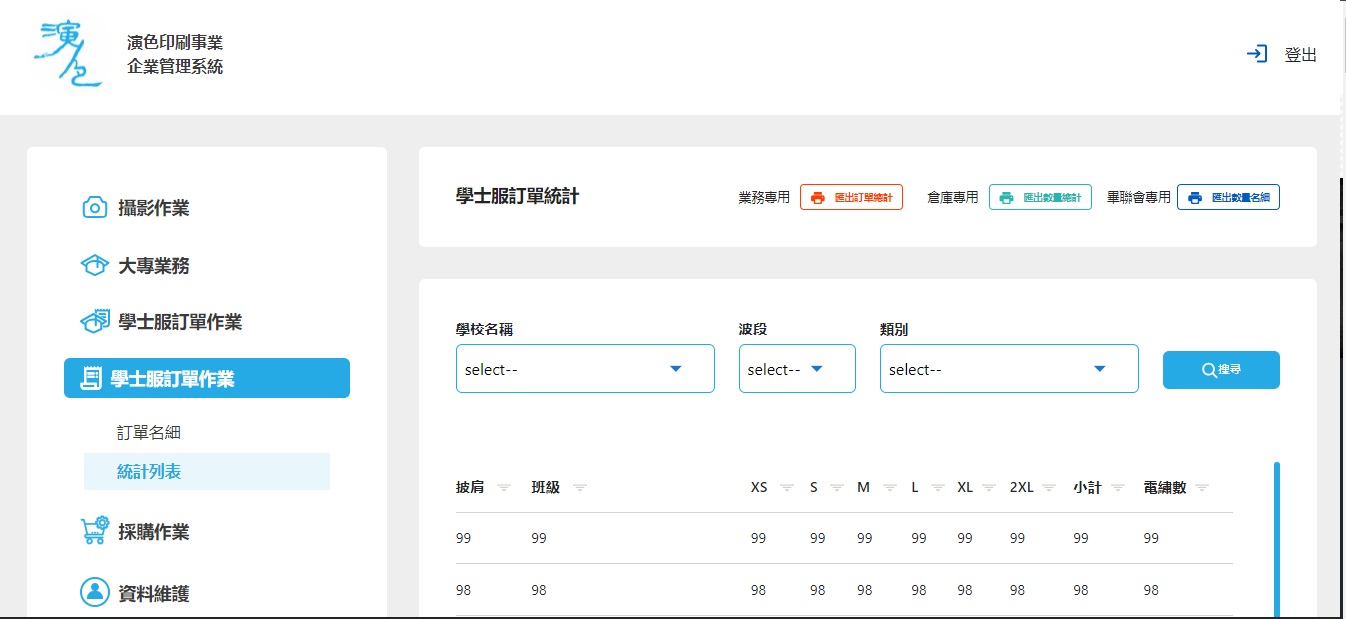 演色
演色印刷事業
企業管理系統
登出
攝影作業
大專業務
學士服訂單作業
學士服訂單作業
訂單名細
統計列表
採購作業
資料維護
學士服訂單統計
業務專用
匯出訂單總計
倉庫專用
匯出數量總計
畢聯會專用
匯出數量名細
學校名稱
波段
類別
select--
select--
select--
搜尋
披肩 班級 XS S M L XL 2XL 小計 電繡數
99 99 99 99 99 99 99 99 99 99
98 98 98 98 98 98 98 98 98 98